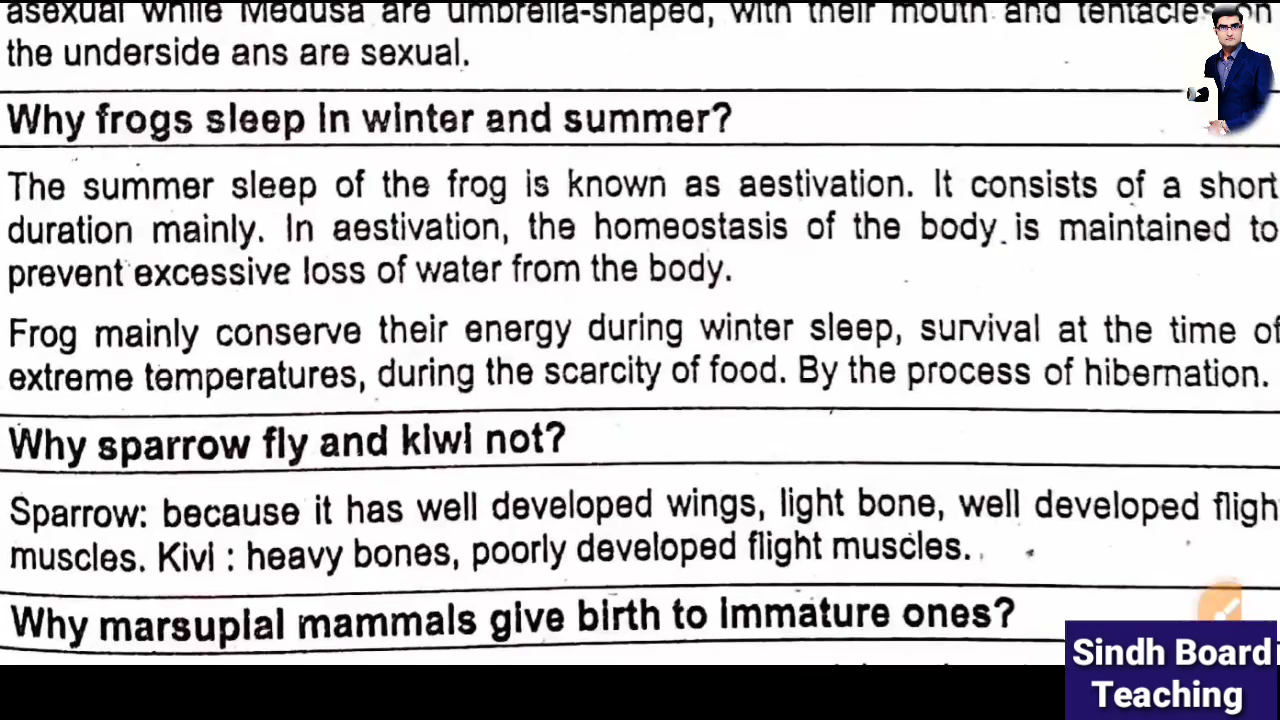 asexual while Medusa are umbrella-shaped, with their mouth and tentacles on
the underside ans are sexual.
Why frogs sleep in winter and summer?
The summer sleep of the frog is known as aestivation. It consists of a short
duration mainly. In aestivation, the homeostasis of the body is maintained to
prevent excessive loss of water from the body.
Frog mainly conserve their energy during winter sleep, survival at the time of
extreme temperatures, during the scarcity of food. By the process of hibernation.
Why sparrow fly and kiwi not?
Sparrow: because it has well developed wings, light bone, well developed fligh
muscles. Kivi : heavy bones, poorly developed flight muscles.
Why marsupial mammals give birth to immature ones?
Sindh Board
Teaching